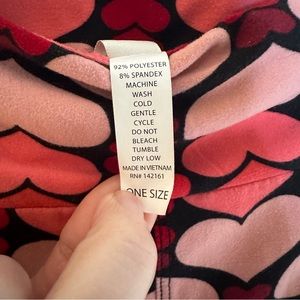 92% POLYESTER
8% SPANDEX
MACHINE
WASH
COLD
GENTLE
CYCLE
DO NOT
BLEACH
TUMBLE
DRY LOW
MADE IN VIETNAM
RN# 142161
ONE SIZE